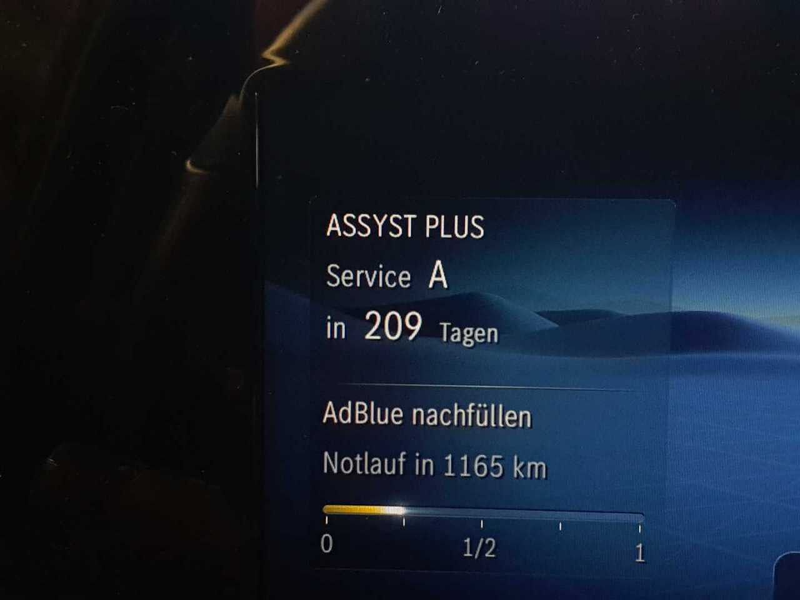 ASSYST PLUS
Service A
in 209 Tagen
AdBlue nachfüllen
Notlauf in 1165 km
0 1/2 1